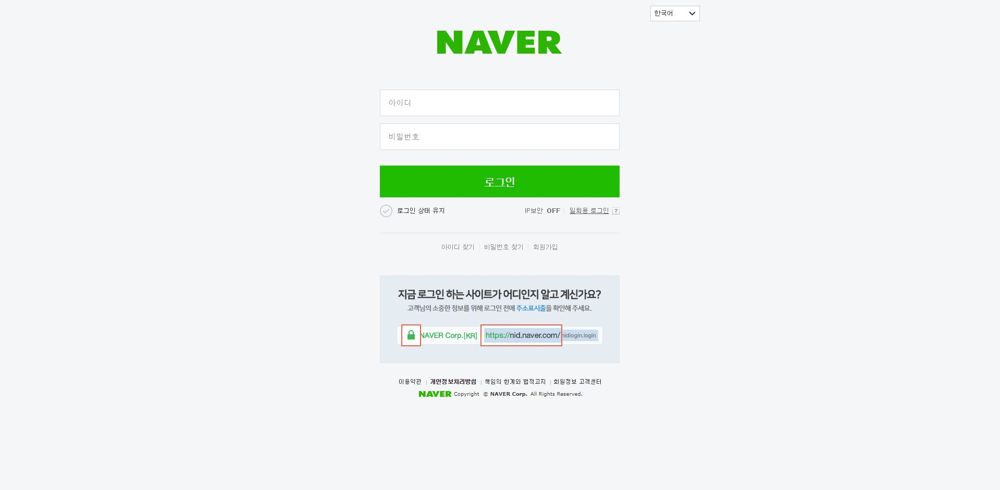 한국어
NAVER
아이디
비밀번호
로그인
로그인 상태 유지 IP보안 OFF 일회용 로그인 ?
아이디 찾기 비밀번호 찾기 회원가입
지금 로그인 하는 사이트가 어디인지 알고 계신가요?
고객님의 소중한 정보를 위해 로그인 전에 주소표시줄을 확인해 주세요.
NAVER Corp.[KR] https://nid.naver.com/nidlogin.login
이용약관 개인정보처리방침 책임의 한계와 법적고지 회원정보 고객센터
NAVER Copyright © NAVER Corp. All Rights Reserved.